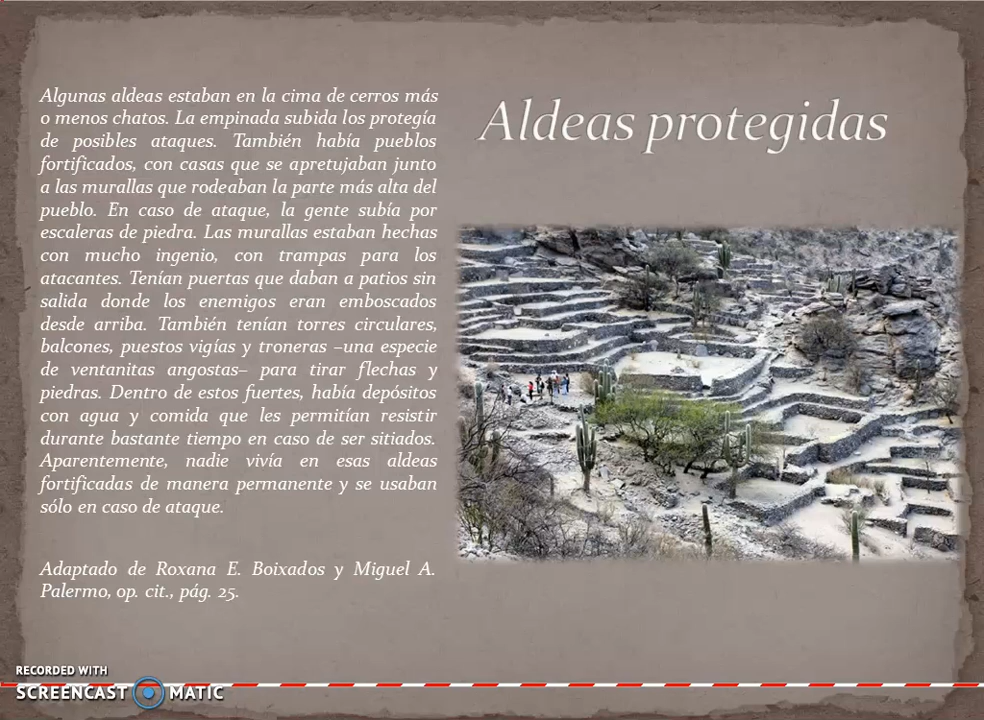 Aldeas protegidas
Algunas aldeas estaban en la cima de cerros más
o menos chatos. La empinada subida los protegía
de posibles ataques. También había pueblos
fortificados, con casas que se apretujaban junto
a las murallas que rodeaban la parte más alta del
pueblo. En caso de ataque, la gente subía por
escaleras de piedra. Las murallas estaban hechas
con mucho ingenio, con trampas para los
atacantes. Tenían puertas que daban a patios sin
salida donde los enemigos eran emboscados
desde arriba. También tenían torres circulares,
balcones, puestos vigías y troneras –una especie
de ventanitas angostas– para tirar flechas y
piedras. Dentro de estos fuertes, había depósitos
con agua y comida que les permitían resistir
durante bastante tiempo en caso de ser sitiados.
Aparentemente, nadie vivía en esas aldeas
fortificadas de manera permanente y se usaban
sólo en caso de ataque.
Adaptado de Roxana E. Boixados y Miguel A.
Palermo, op. cit., pág. 25.
RECORDED WITH
SCREENCAST MATIC